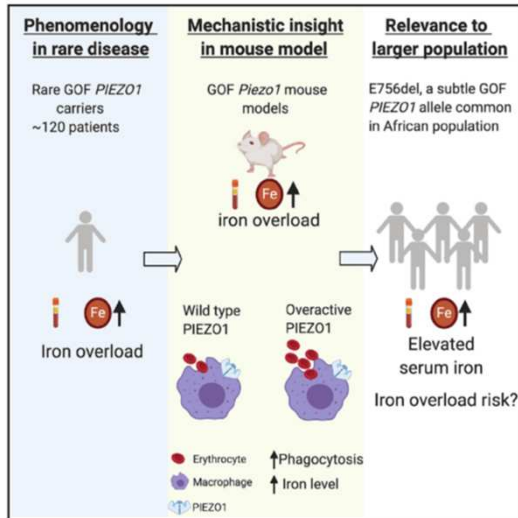 Phenomenology
in rare disease
Rare GOF PIEZO1
carriers
~120 patients
Fe
Iron overload
Mechanistic insight
in mouse model
GOF Piezo1 mouse
models
Fe
iron overload
Wild type
PIEZO1
Overactive
PIEZO1
Erythrocyte
Macrophage
PIEZO1
Phagocytosis
Iron level
Relevance to
larger population
E756del, a subtle GOF
PIEZO1 allele common
in African population
Fe
Elevated
serum iron
Iron overload risk?